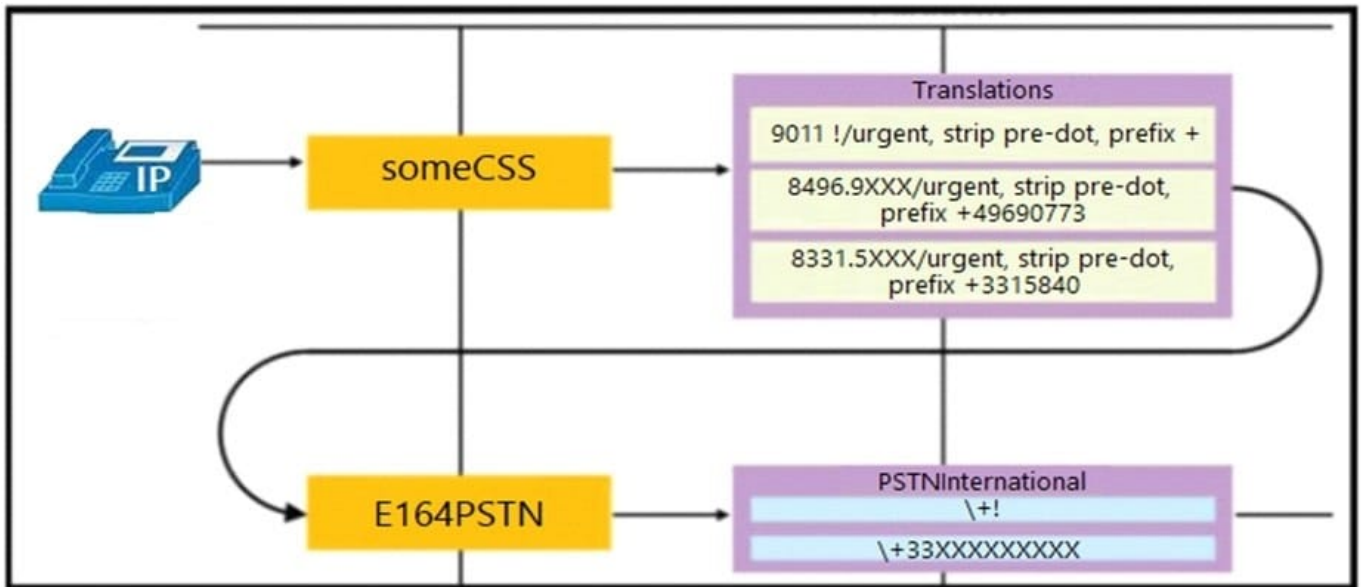 Translations
9011 !/urgent, strip pre-dot, prefix +
IP
someCSS
8496.9XXX/urgent, strip pre-dot,
prefix +49690773
8331.5XXX/urgent, strip pre-dot,
prefix +3315840
PSTNInternational
\+!
E164PSTN
\+33XXXXXXXXX